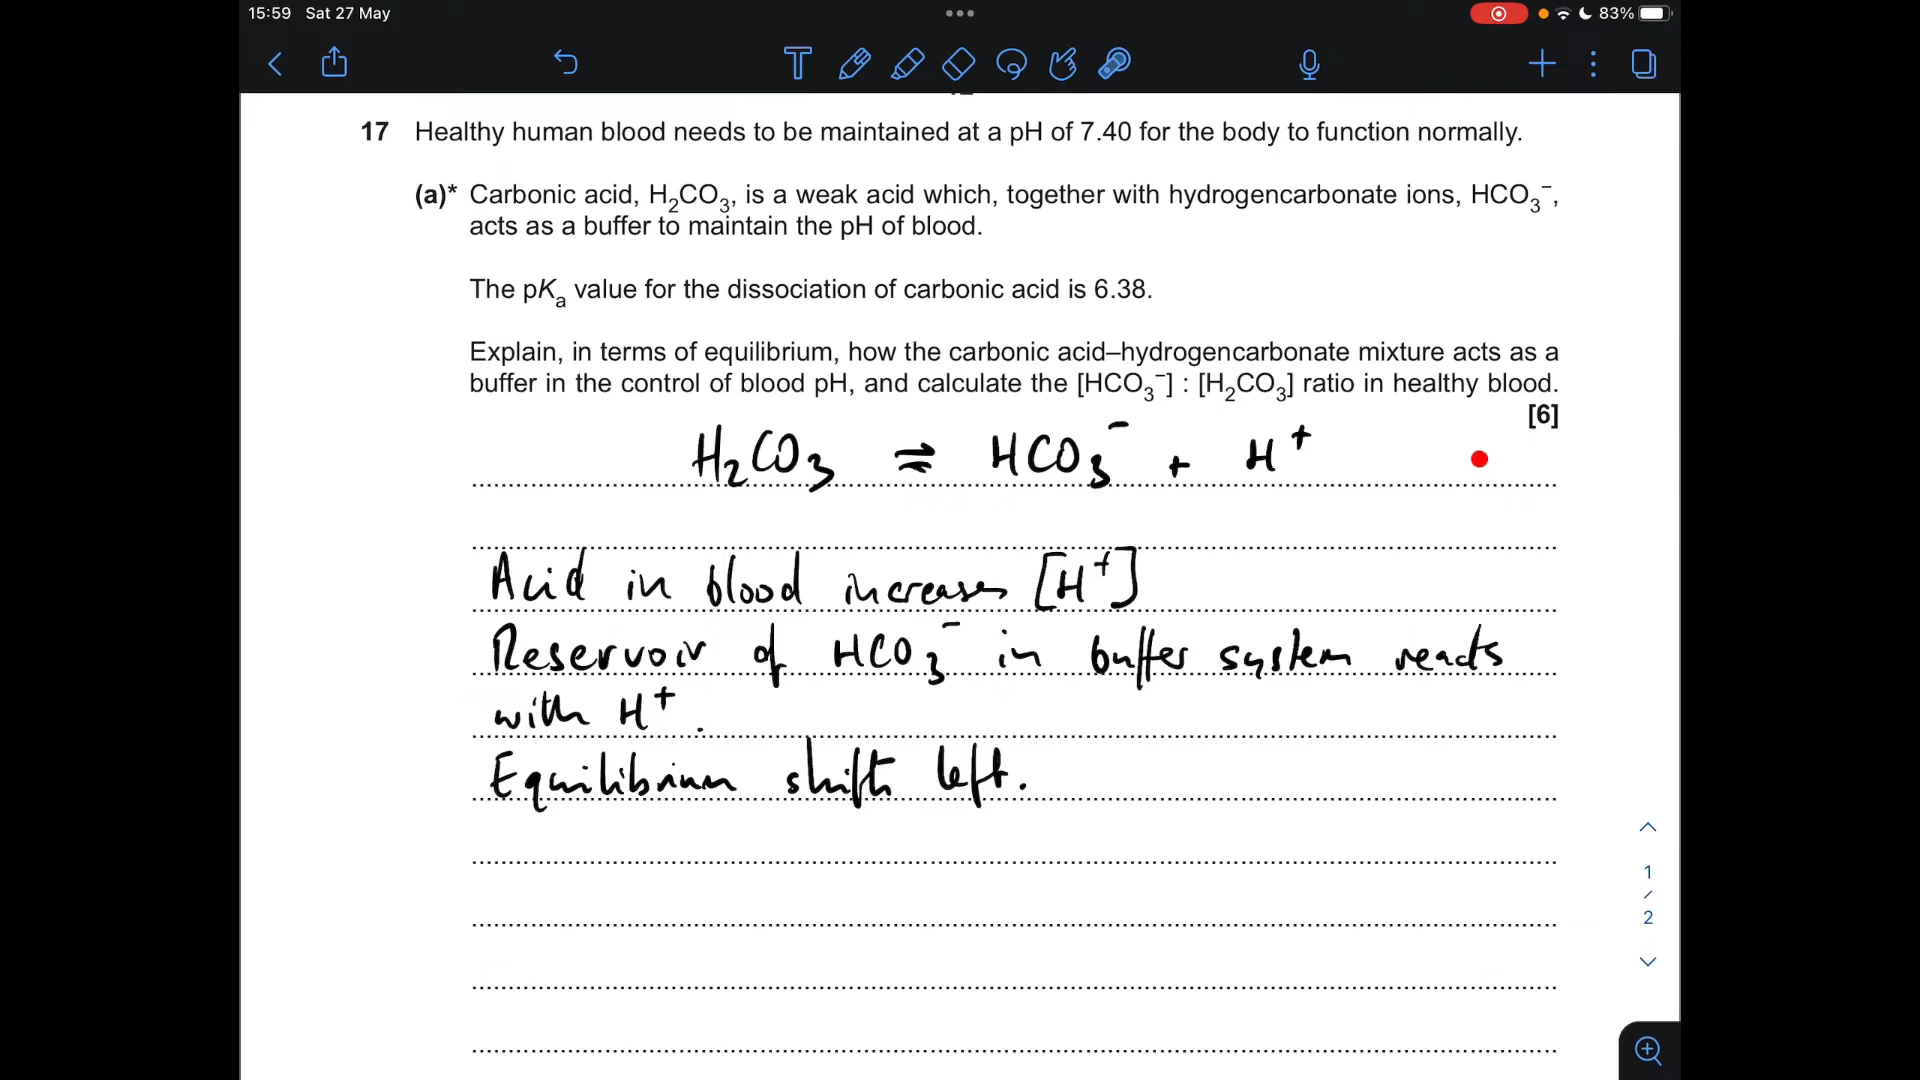 15:59 Sat 27 May
83%
17 Healthy human blood needs to be maintained at a pH of 7.40 for the body to function normally.
(a)* Carbonic acid, H₂CO₃, is a weak acid which, together with hydrogencarbonate ions, HCO₃⁻,
acts as a buffer to maintain the pH of blood.
The pKₐ value for the dissociation of carbonic acid is 6.38.
Explain, in terms of equilibrium, how the carbonic acid–hydrogencarbonate mixture acts as a
buffer in the control of blood pH, and calculate the [HCO₃⁻] : [H₂CO₃] ratio in healthy blood.
[6]
H₂CO₃ ⇌ HCO₃⁻ + H⁺
Acid in blood increases [H⁺]
Reservoir of HCO₃⁻ in buffer system reacts
with H⁺.
Equilibrium shifts left.
1
/
2